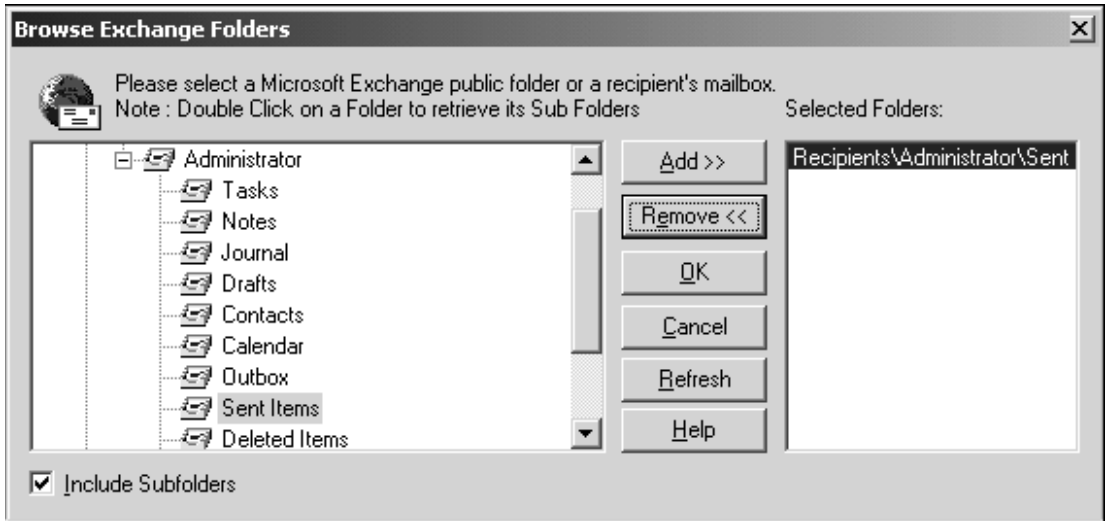 Browse Exchange Folders
Please select a Microsoft Exchange public folder or a recipient's mailbox.
Note : Double Click on a Folder to retrieve its Sub Folders
Selected Folders:
Administrator
Tasks
Notes
Journal
Drafts
Contacts
Calendar
Outbox
Sent Items
Deleted Items
Add >>
Remove <<
OK
Cancel
Refresh
Help
Recipients\Administrator\Sent
Include Subfolders